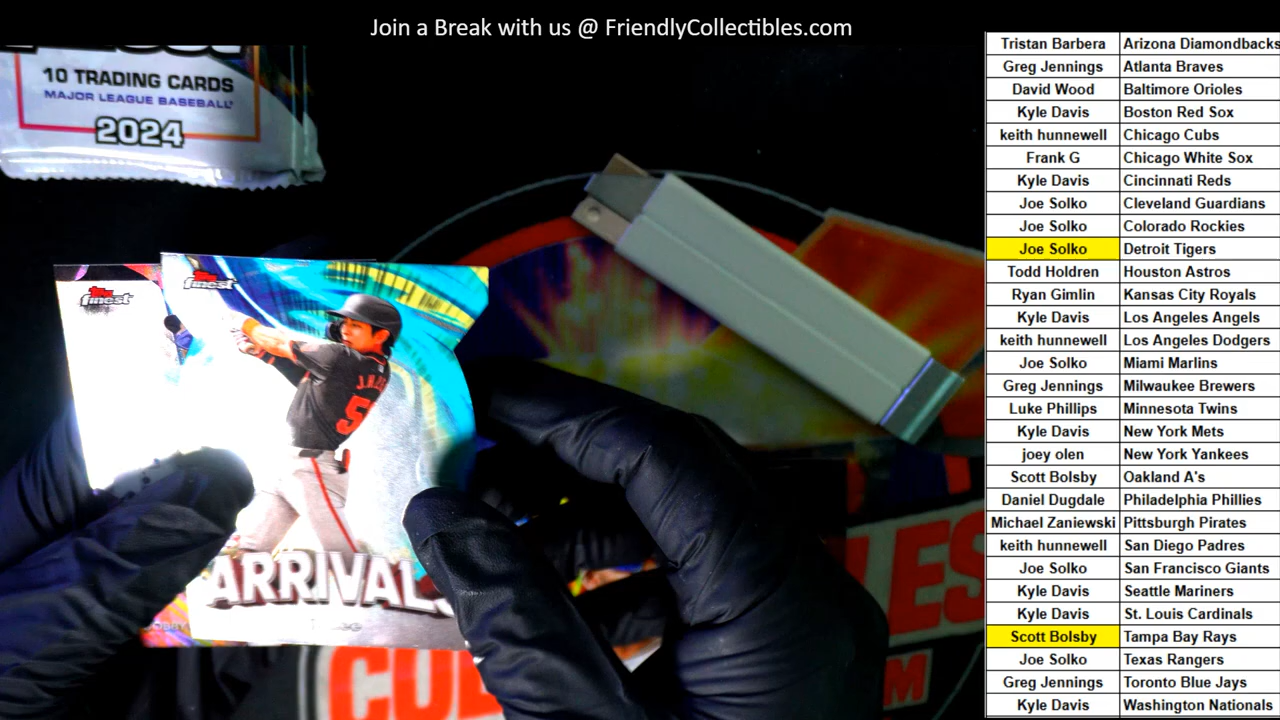 Join a Break with us @ FriendlyCollectibles.com
10 TRADING CARDS
MAJOR LEAGUE BASEBALL
2024
Topps finest
Topps finest
5
ARRIVALS
Tristan Barbera Arizona Diamondbacks
Greg Jennings Atlanta Braves
David Wood Baltimore Orioles
Kyle Davis Boston Red Sox
keith hunnewell Chicago Cubs
Frank G Chicago White Sox
Kyle Davis Cincinnati Reds
Joe Solko Cleveland Guardians
Joe Solko Colorado Rockies
Joe Solko Detroit Tigers
Todd Holdren Houston Astros
Ryan Gimlin Kansas City Royals
Kyle Davis Los Angeles Angels
keith hunnewell Los Angeles Dodgers
Joe Solko Miami Marlins
Greg Jennings Milwaukee Brewers
Luke Phillips Minnesota Twins
Kyle Davis New York Mets
joey olen New York Yankees
Scott Bolsby Oakland A's
Daniel Dugdale Philadelphia Phillies
Michael Zaniewski Pittsburgh Pirates
keith hunnewell San Diego Padres
Joe Solko San Francisco Giants
Kyle Davis Seattle Mariners
Kyle Davis St. Louis Cardinals
Scott Bolsby Tampa Bay Rays
Joe Solko Texas Rangers
Greg Jennings Toronto Blue Jays
Kyle Davis Washington Nationals